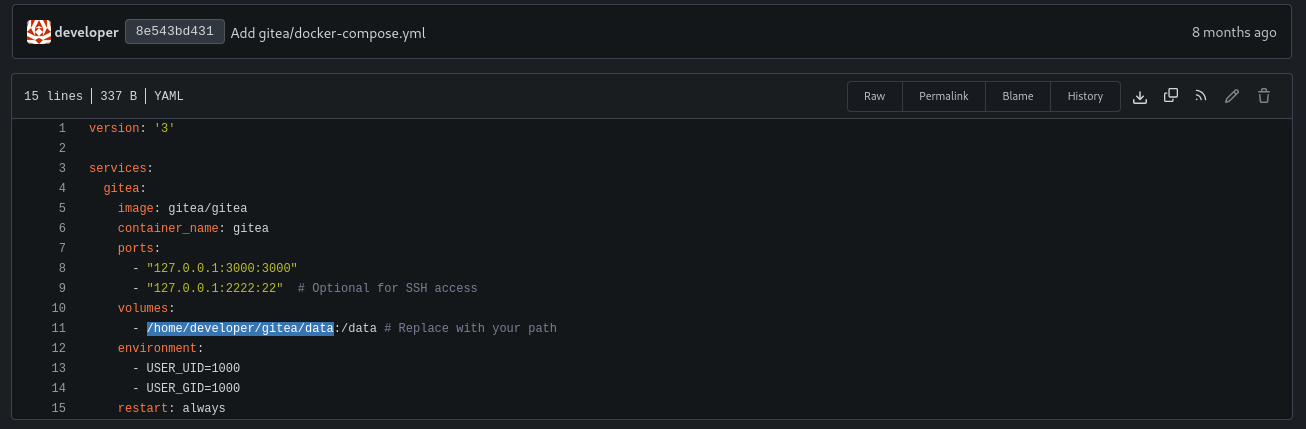 developer 8e543bd431 Add gitea/docker-compose.yml 8 months ago
15 lines 337 B YAML Raw Permalink Blame History
1 version: '3'
2
3 services:
4   gitea:
5     image: gitea/gitea
6     container_name: gitea
7     ports:
8       - "127.0.0.1:3000:3000"
9       - "127.0.0.1:2222:22"  # Optional for SSH access
10     volumes:
11       - /home/developer/gitea/data:/data # Replace with your path
12     environment:
13       - USER_UID=1000
14       - USER_GID=1000
15     restart: always